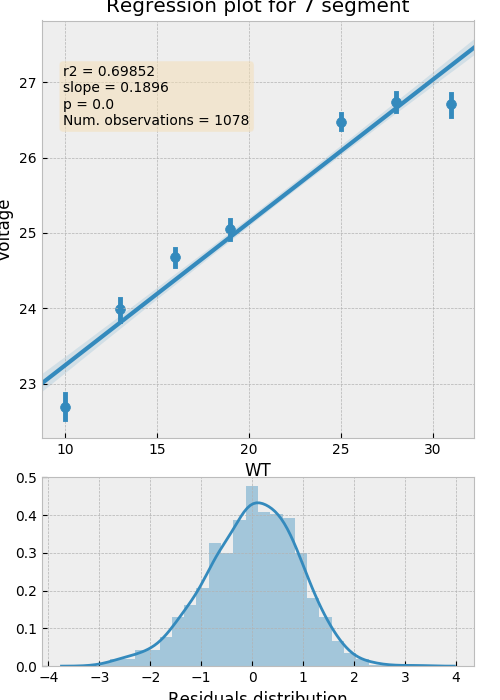 Regression plot for 7 segment
r2 = 0.69852
slope = 0.1896
p = 0.0
Num. observations = 1078
27
26
25
24
23
Voltage
10 15 20 25 30
WT
0.5
0.4
0.3
0.2
0.1
0.0
−4 −3 −2 −1 0 1 2 3 4
Residuals distribution